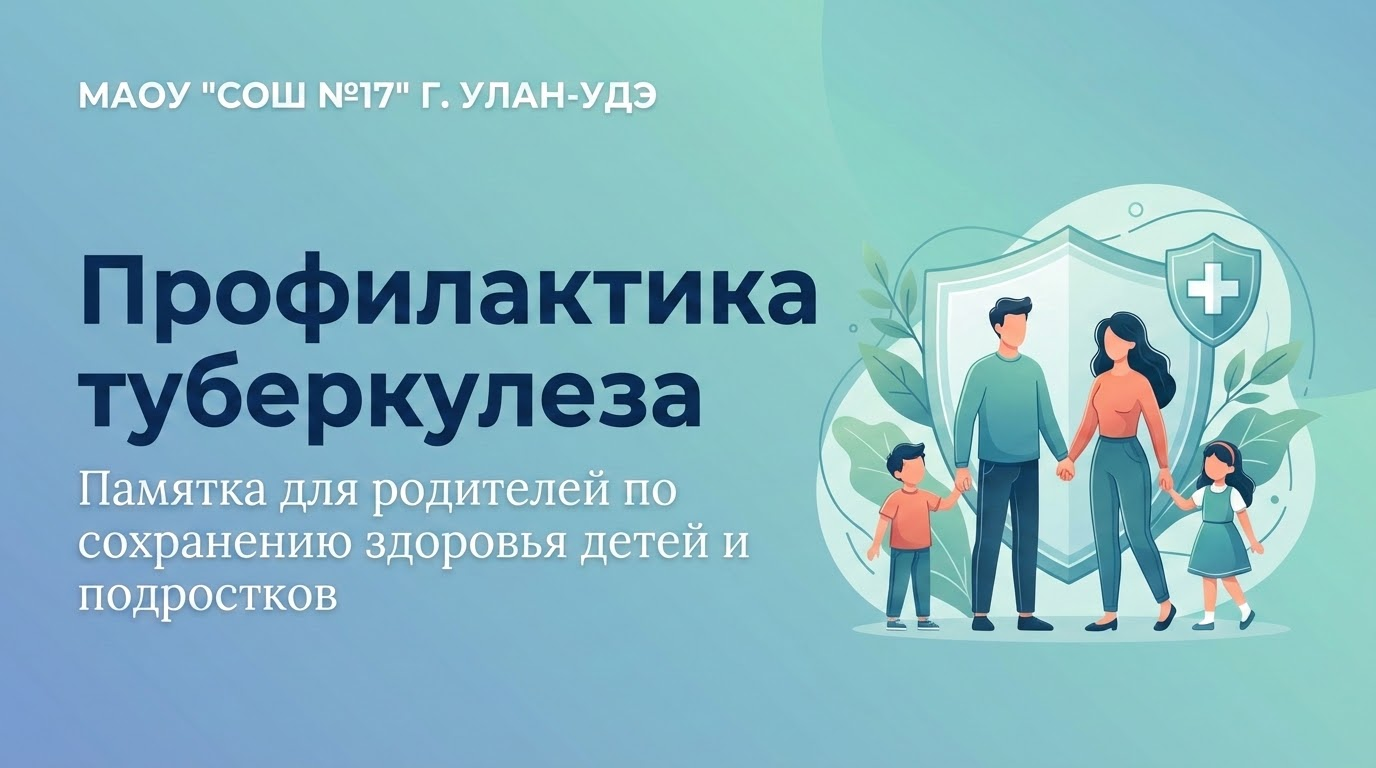 МАОУ "СОШ №17" Г. УЛАН-УДЭ
Профилактика
туберкулеза
Памятка для родителей по
сохранению здоровья детей и
подростков